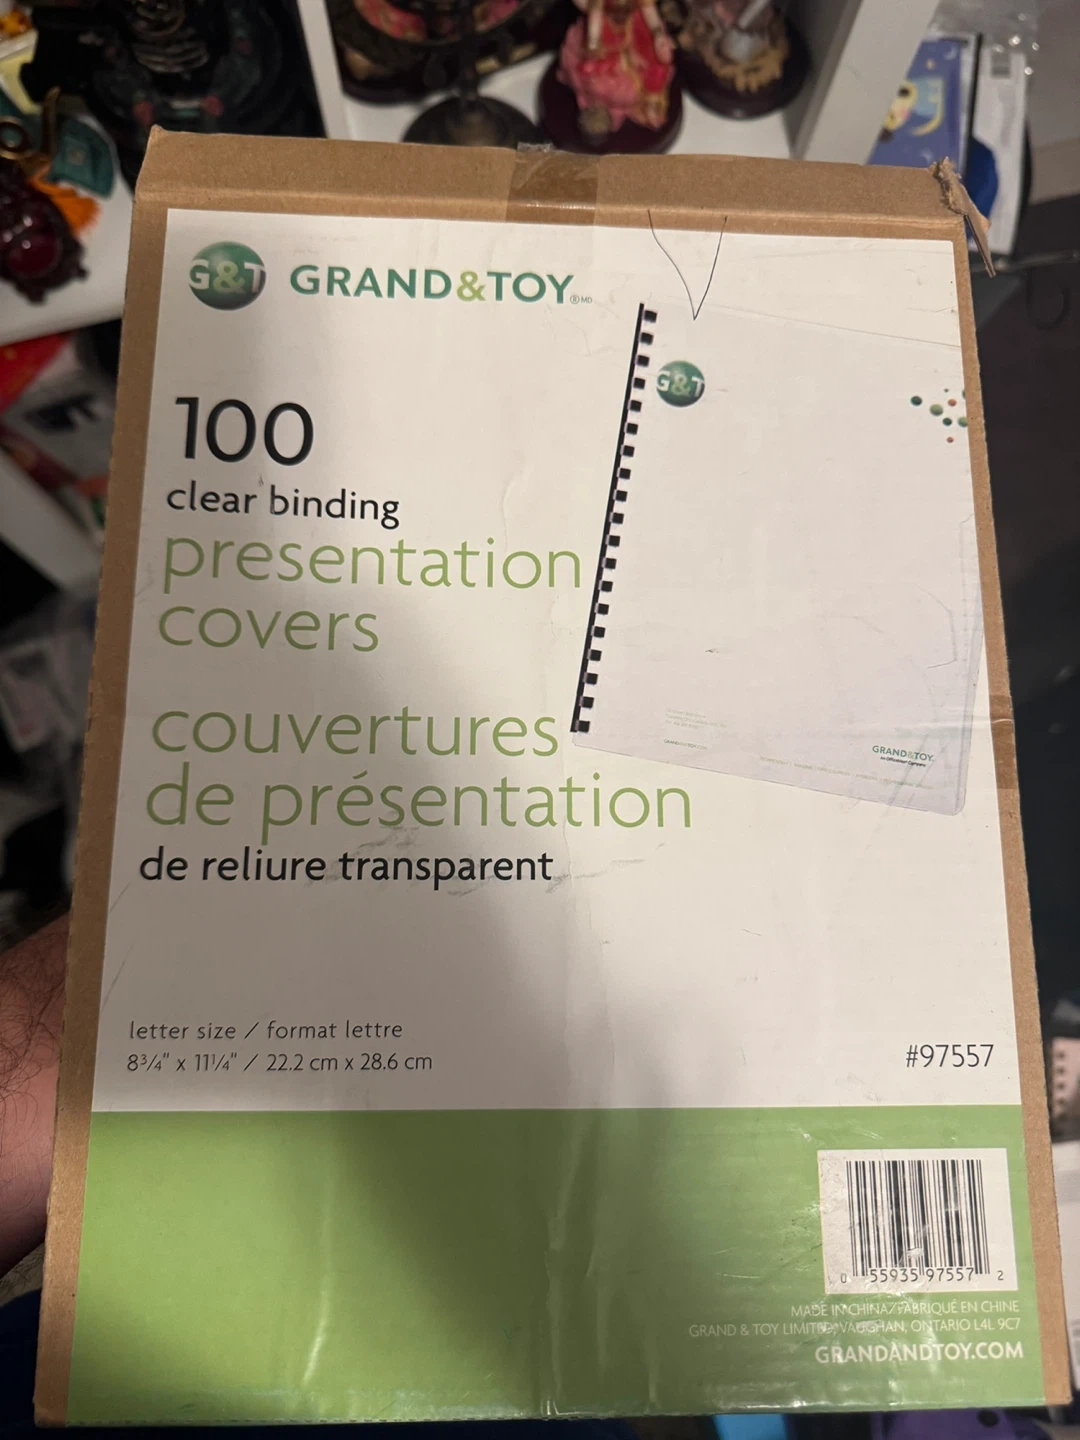 G&T GRAND&TOY®MD
100
clear binding
presentation
covers
couvertures
de présentation
de reliure transparent
G&T
GRAND&TOY
letter size / format lettre
8¾" x 11¼" / 22.2 cm x 28.6 cm
#97557
0 55935 97557 2
MADE IN CHINA/FABRIQUÉ EN CHINE
GRAND & TOY LIMITED, VAUGHAN, ONTARIO L4L 9C7
GRANDANDTOY.COM